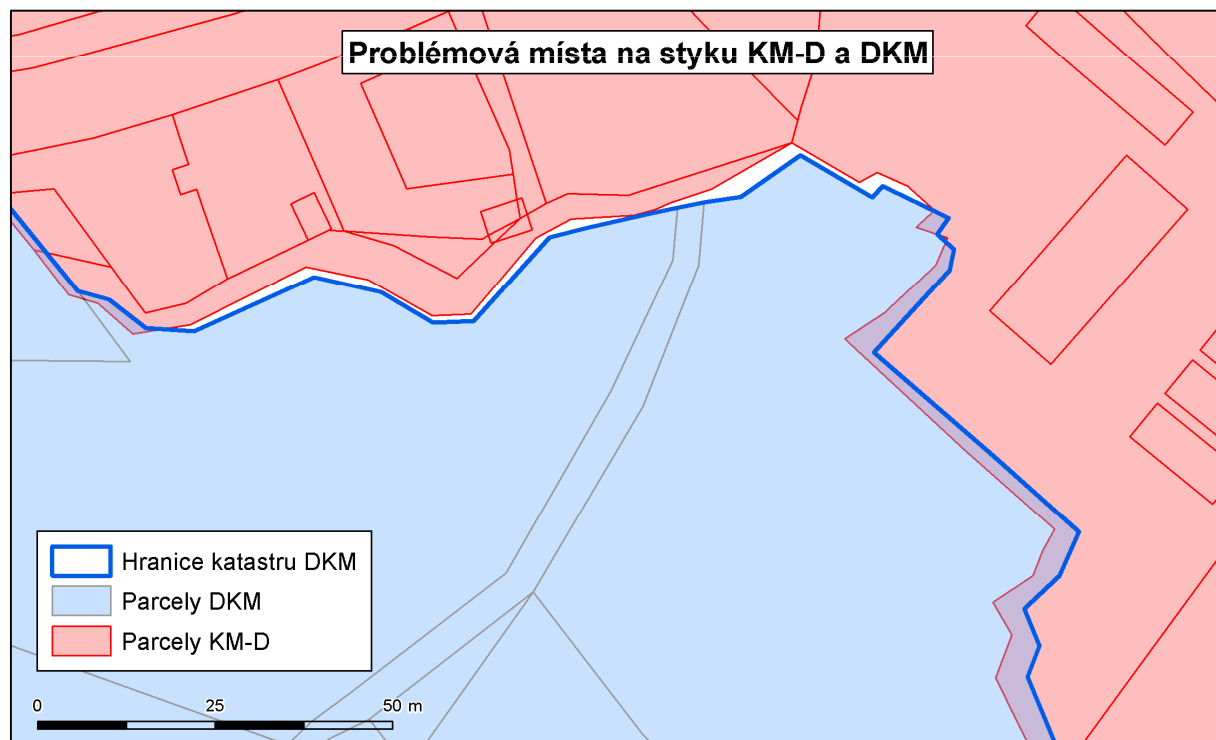 Problémová místa na styku KM-D a DKM
Hranice katastru DKM
Parcely DKM
Parcely KM-D
0 25 50 m